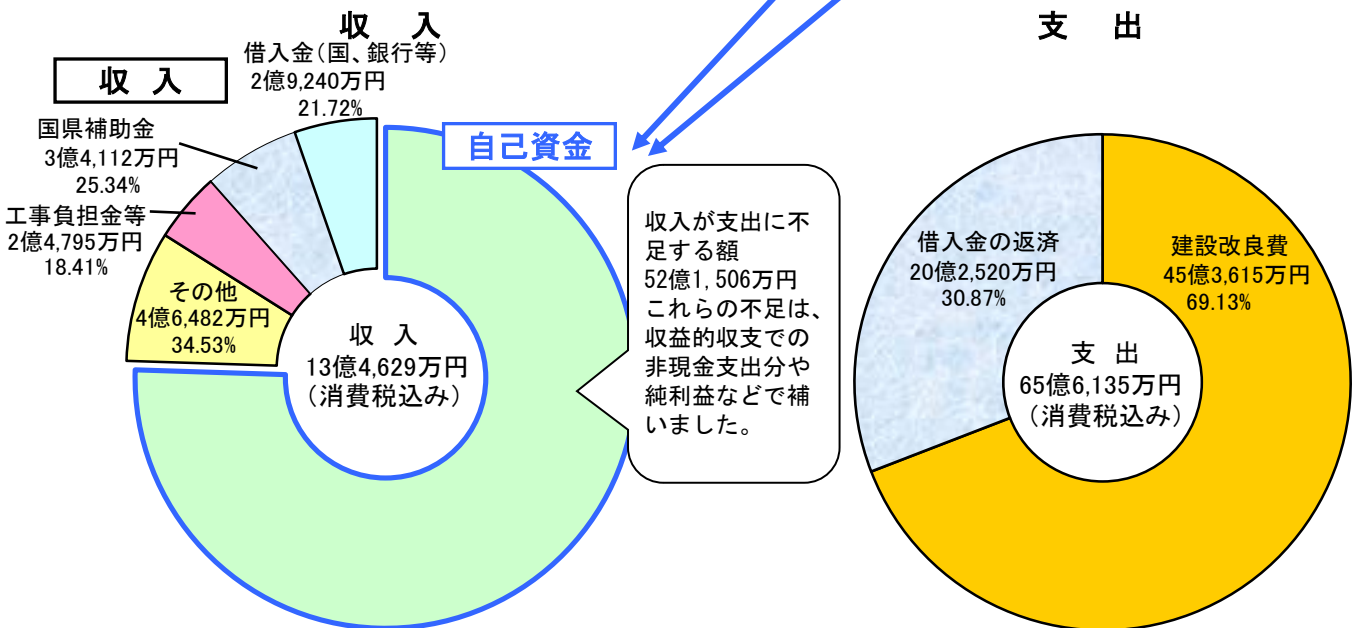 収　入
借入金（国、銀行等）
2億9,240万円
21.72%
収　入
国県補助金
3億4,112万円
25.34%
工事負担金等
2億4,795万円
18.41%
その他
4億6,482万円
34.53%
収　入
13億4,629万円
（消費税込み）
自己資金
収入が支出に不
足する額
52億1,506万円
これらの不足は、
収益的収支での
非現金支出分や
純利益などで補
いました。
支　出
借入金の返済
20億2,520万円
30.87%
建設改良費
45億3,615万円
69.13%
支　出
65億6,135万円
（消費税込み）